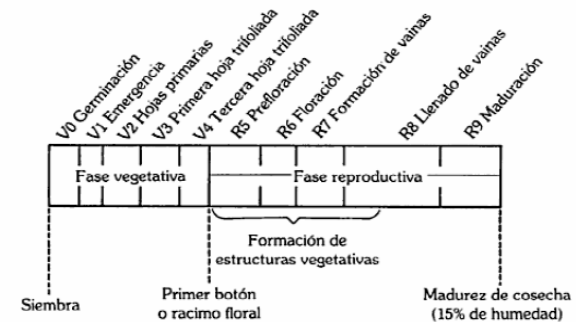 V0 Germinación
V1 Emergencia
V2 Hojas primarias
V3 Primera hoja trifoliada
V4 Tercera hoja trifoliada
R5 Prefloración
R6 Floración
R7 Formación de vainas
R8 Llenado de vainas
R9 Maduración
Fase vegetativa
Fase reproductiva
Formación de
estructuras vegetativas
Siembra
Primer botón
o racimo floral
Madurez de cosecha
(15% de humedad)